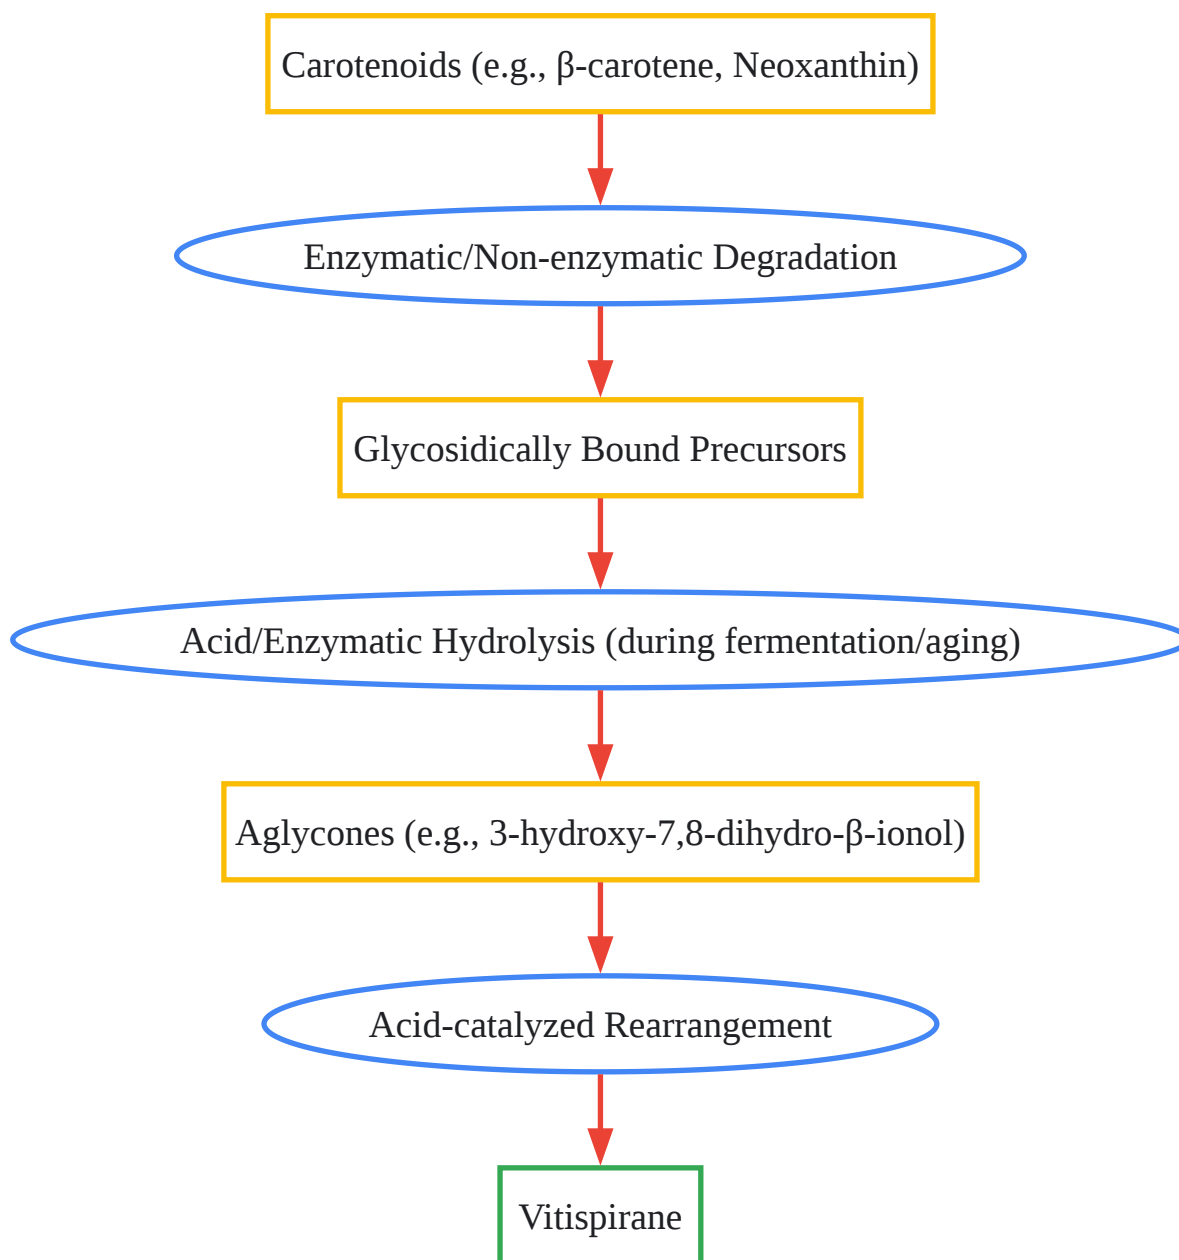 Carotenoids (e.g., β-carotene, Neoxanthin)
Enzymatic/Non-enzymatic Degradation
Glycosidically Bound Precursors
Acid/Enzymatic Hydrolysis (during fermentation/aging)
Aglycones (e.g., 3-hydroxy-7,8-dihydro-β-ionol)
Acid-catalyzed Rearrangement
Vitispirane